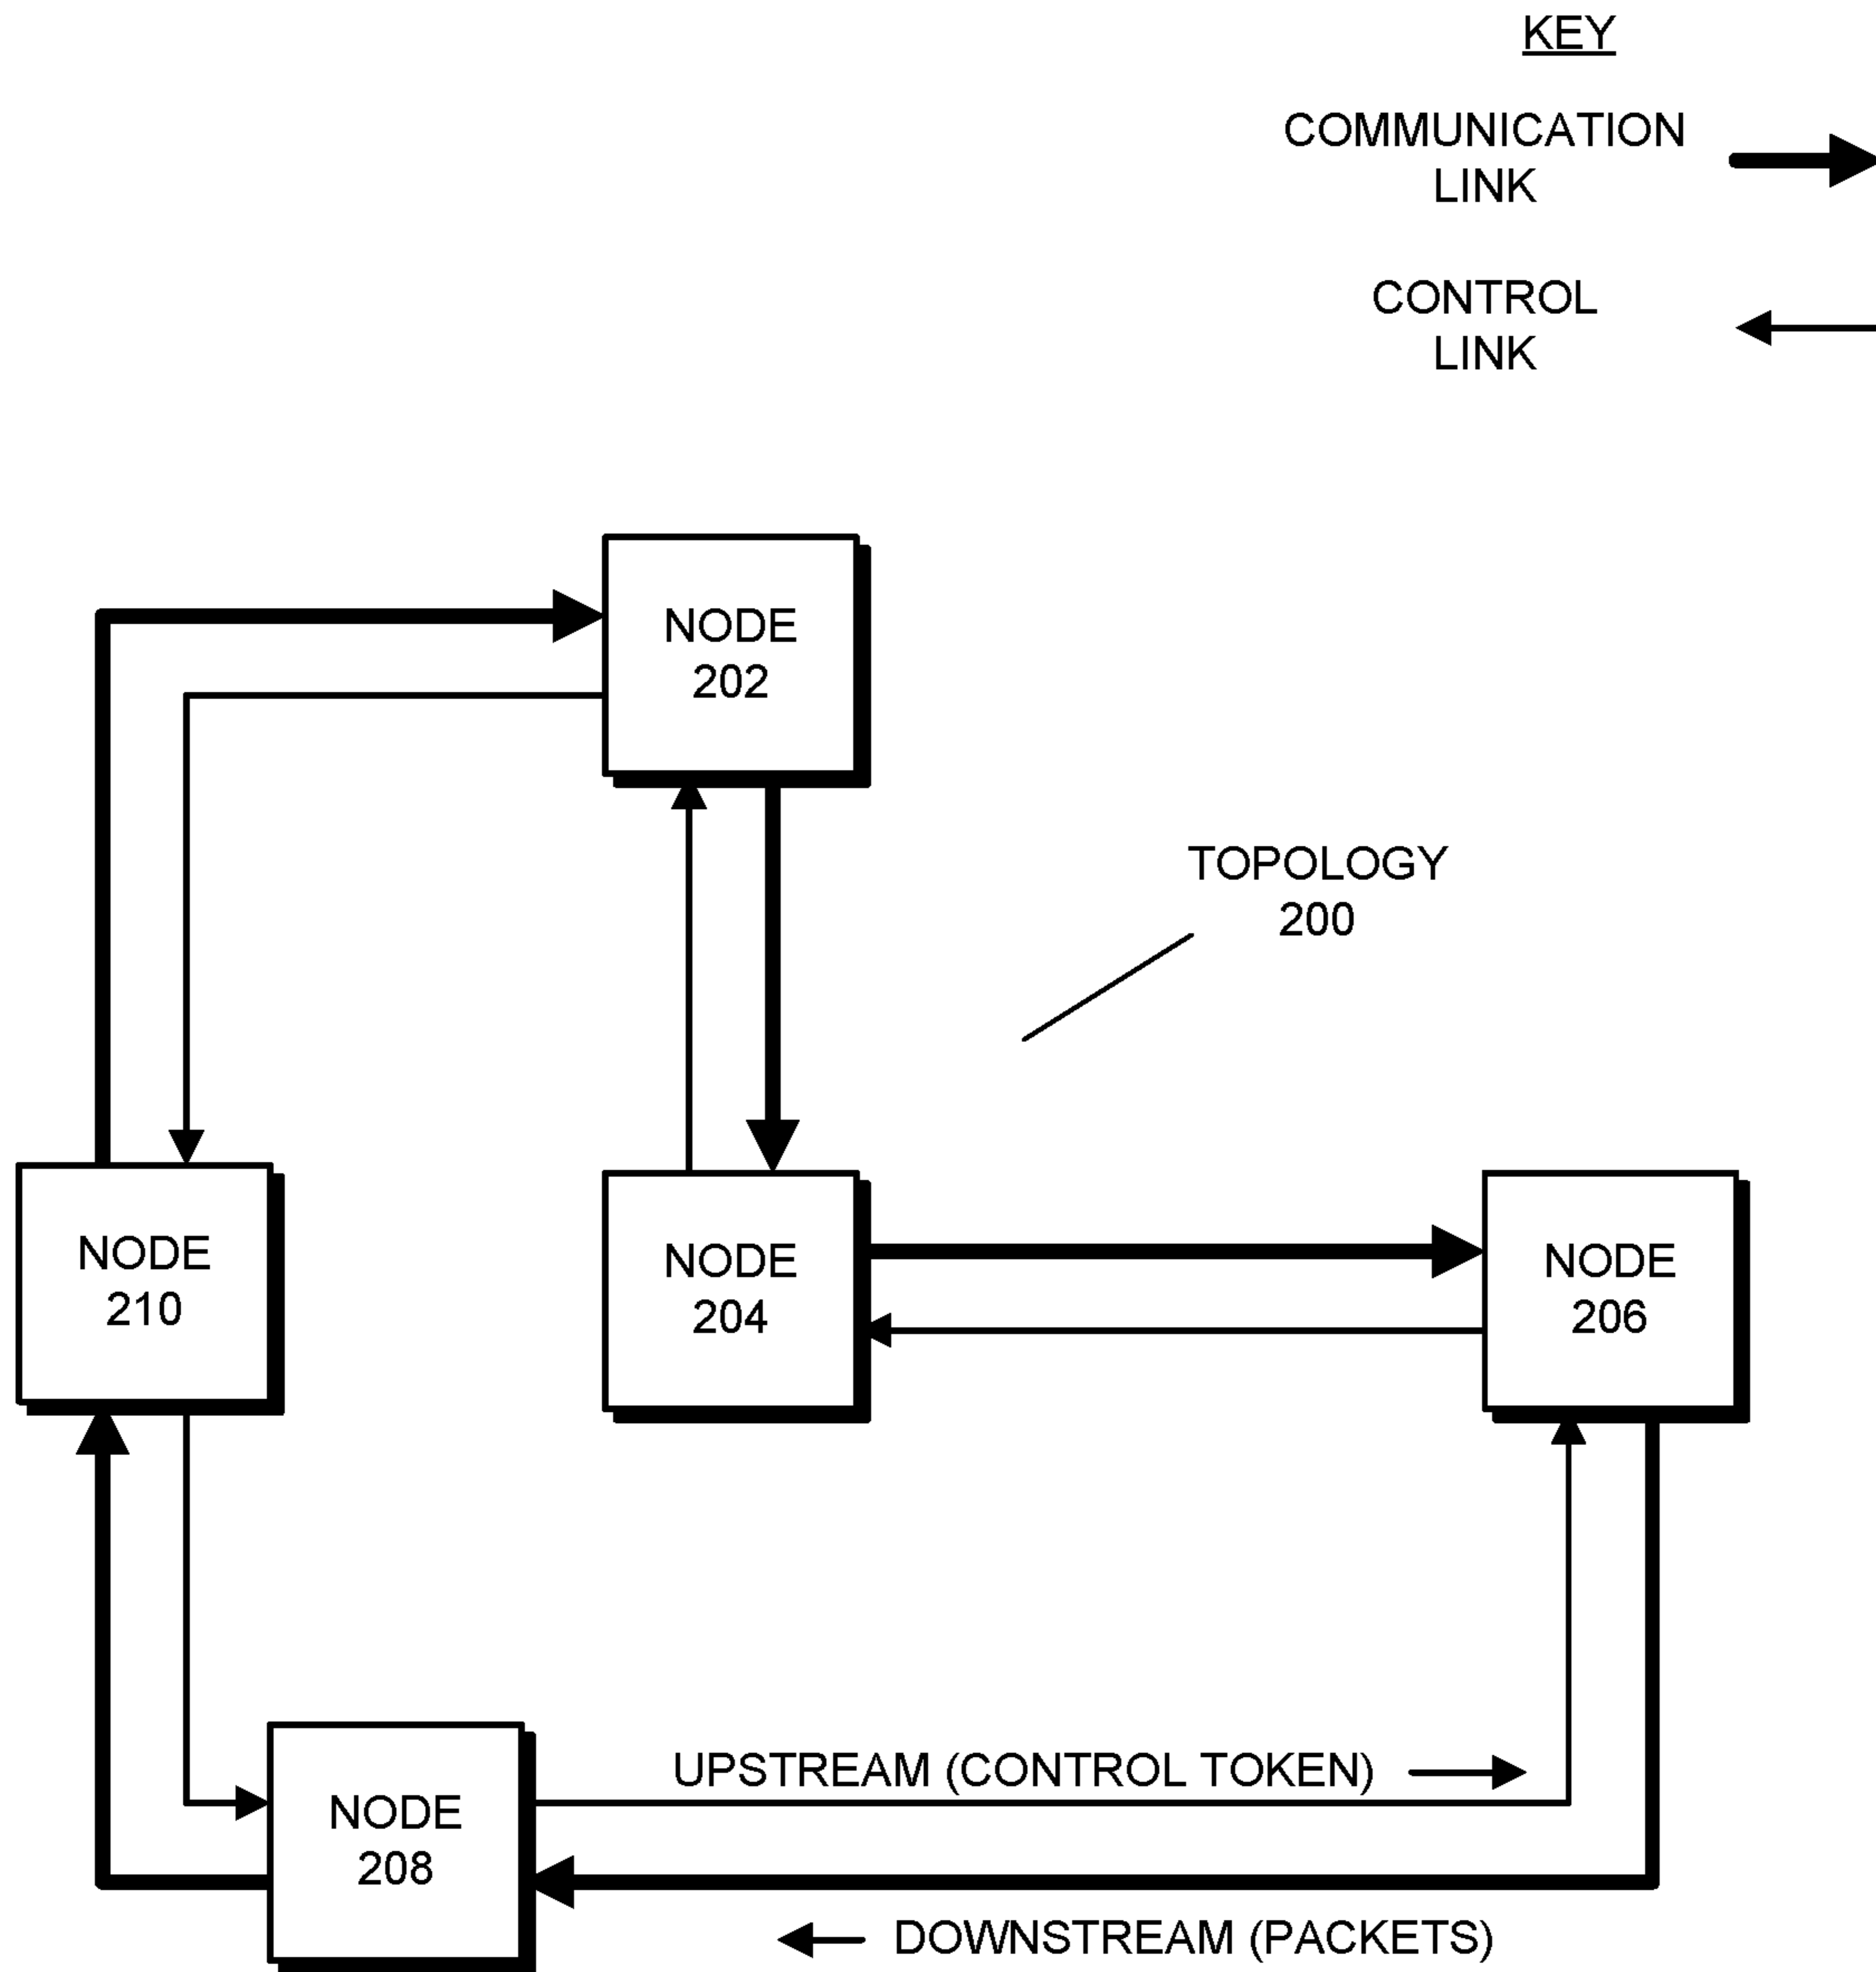 KEY
COMMUNICATION
LINK
CONTROL
LINK
NODE
202
TOPOLOGY
200
NODE
210
NODE
204
NODE
206
UPSTREAM (CONTROL TOKEN)
NODE
208
DOWNSTREAM (PACKETS)